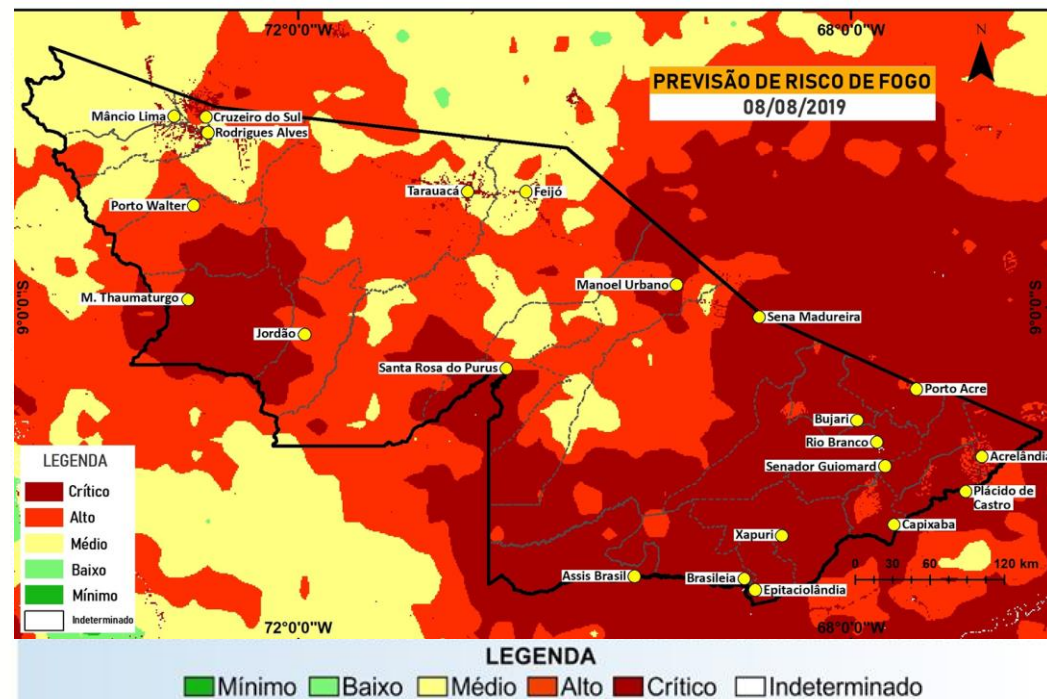 72°0'0"W
68°0'0"W
N
PREVISÃO DE RISCO DE FOGO
08/08/2019
Mâncio Lima
Cruzeiro do Sul
Rodrigues Alves
Tarauacá
Feijó
Porto Walter
Manoel Urbano
M. Thaumaturgo
9°0'0"S
9°0'0"S
Sena Madureira
Jordão
Santa Rosa do Purus
Porto Acre
Bujari
Rio Branco
Acrelândia
Senador Guiomard
Plácido de
Castro
Capixaba
Xapuri
Assis Brasil
Brasileia
Epitaciolândia
0 15 30 60 90 120 km
LEGENDA
Crítico
Alto
Médio
Baixo
Mínimo
Indeterminado
72°0'0"W
68°0'0"W
LEGENDA
Mínimo Baixo Médio Alto Crítico Indeterminado